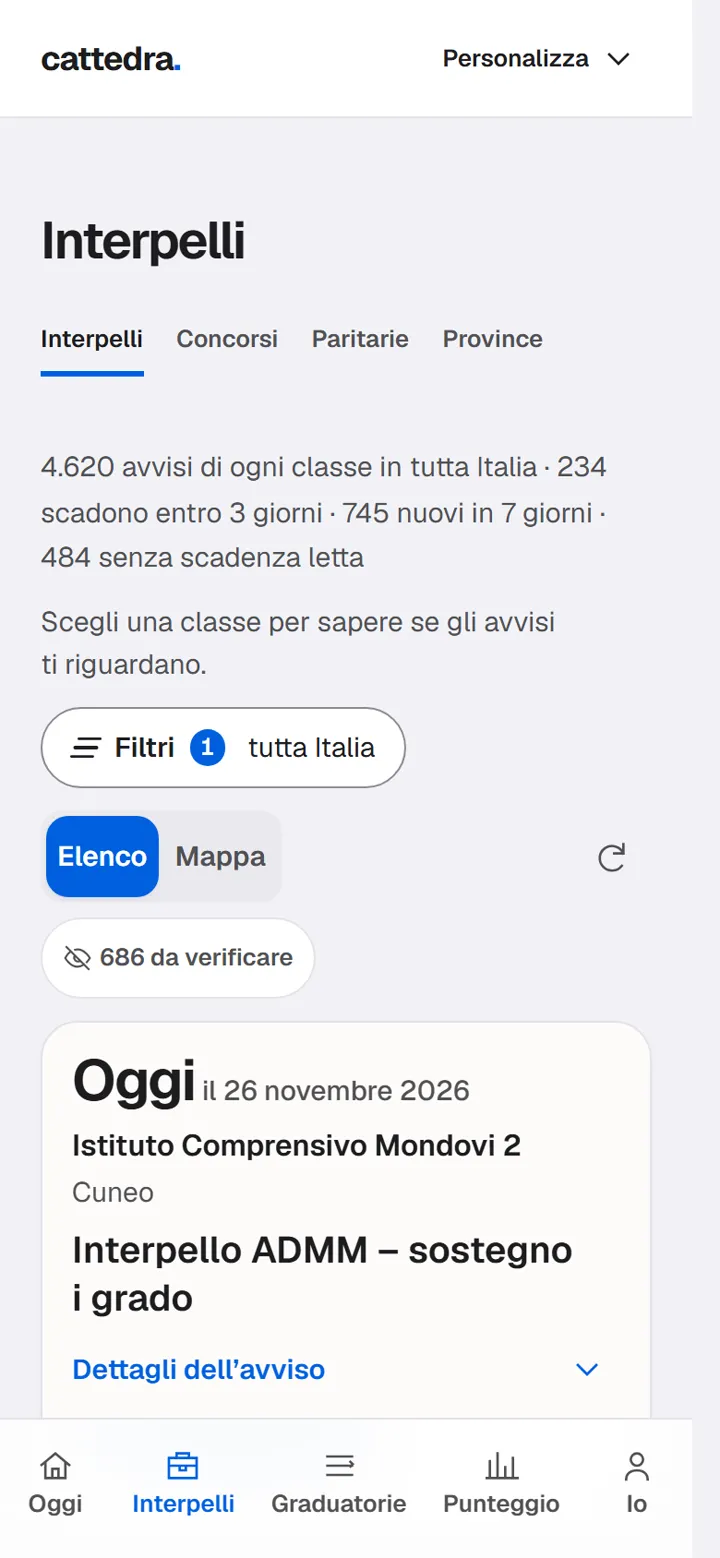 cattedra.
Personalizza
Interpelli
Interpelli Concorsi Paritarie Province
4.620 avvisi di ogni classe in tutta Italia · 234
scadono entro 3 giorni · 745 nuovi in 7 giorni ·
484 senza scadenza letta
Scegli una classe per sapere se gli avvisi
ti riguardano.
Filtri 1 tutta Italia
Elenco Mappa
686 da verificare
Oggi il 26 novembre 2026
Istituto Comprensivo Mondovi 2
Cuneo
Interpello ADMM – sostegno
i grado
Dettagli dell’avviso
Oggi Interpelli Graduatorie Punteggio Io